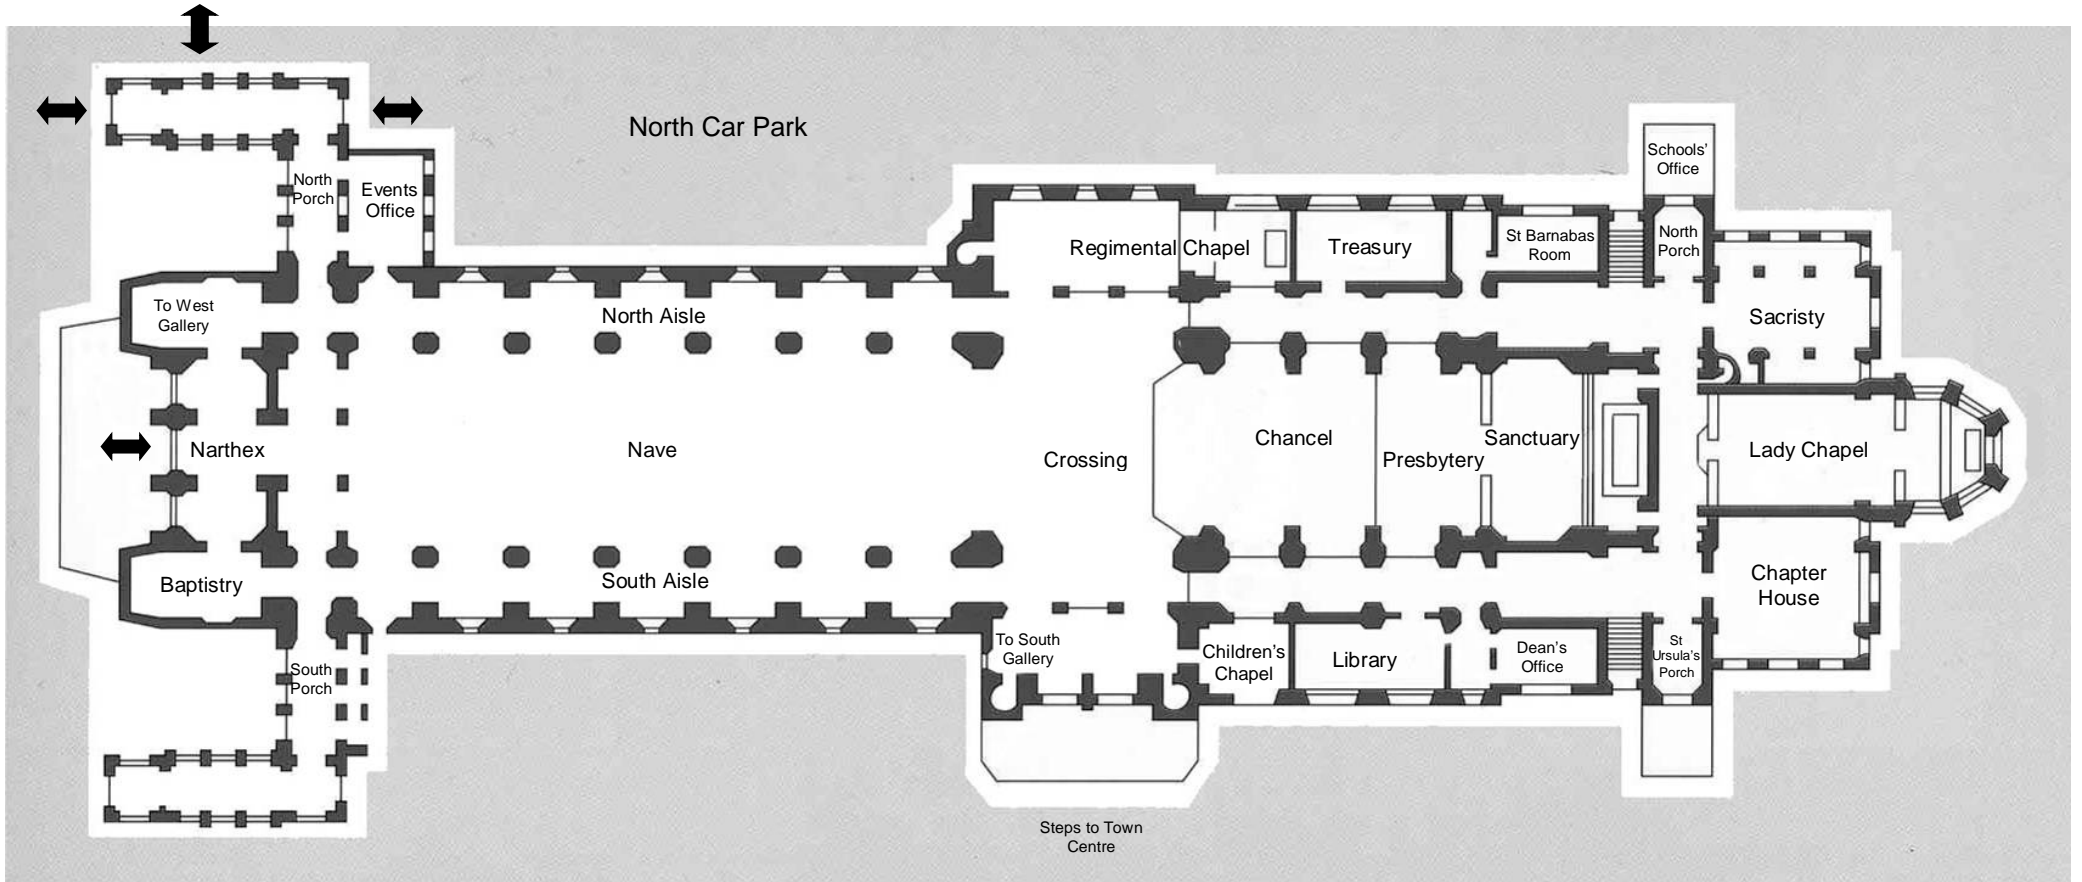 North Car Park
Schools'
Office
North
Porch
Events
Office
Regimental Chapel
Treasury
St Barnabas
Room
North
Porch
To West
Gallery
North Aisle
Sacristy
Narthex
Nave
Crossing
Chancel
Presbytery
Sanctuary
Lady Chapel
Baptistry
South Aisle
Chapter
House
South
Porch
To South
Gallery
Children's
Chapel
Library
Dean's
Office
St
Ursula's
Porch
Steps to Town
Centre